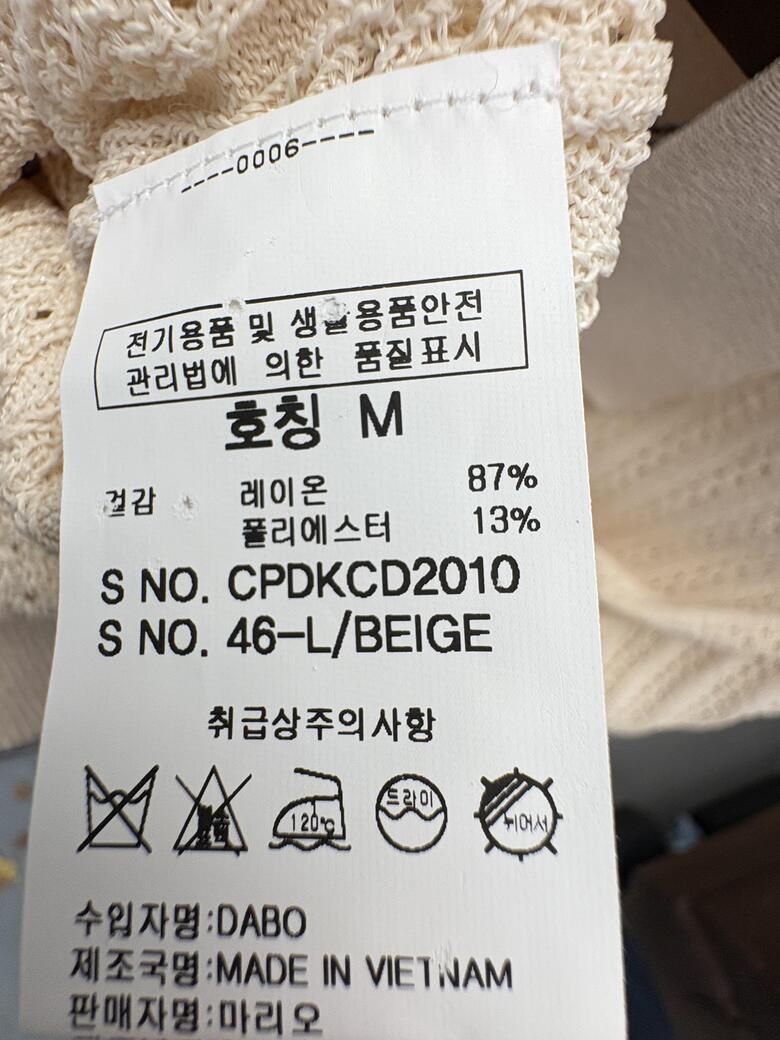 ----0006----
전기용품 및 생활용품안전
관리법에 의한 품질표시
호칭 M
겉감 레이온 87%
폴리에스터 13%
S NO. CPDKCD2010
S NO. 46-L/BEIGE
취급상주의사항
120℃
드라이
뉘어서
수입자명:DABO
제조국명:MADE IN VIETNAM
판매자명:마리오